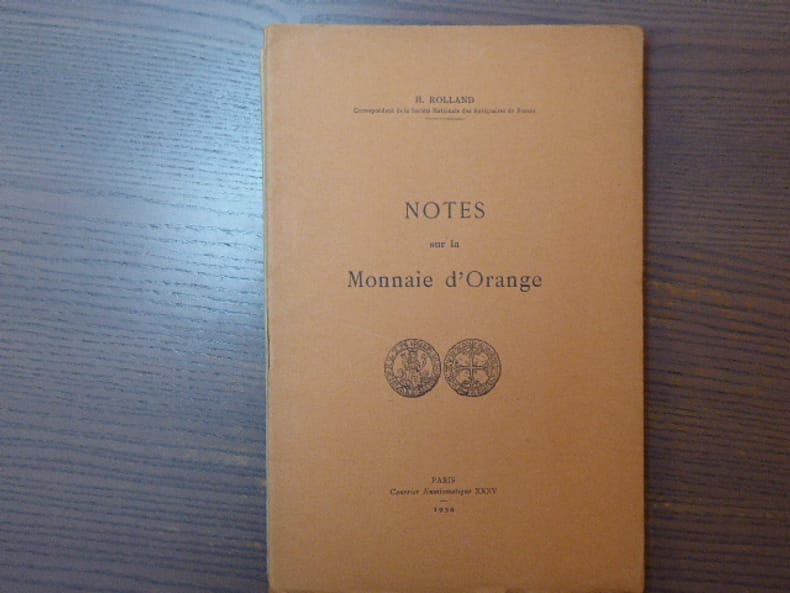 H. ROLLAND
Correspondant de la Société Nationale des Antiquaires de France
NOTES
sur la
Monnaie d'Orange
PARIS
Courrier Numismatique XXXV